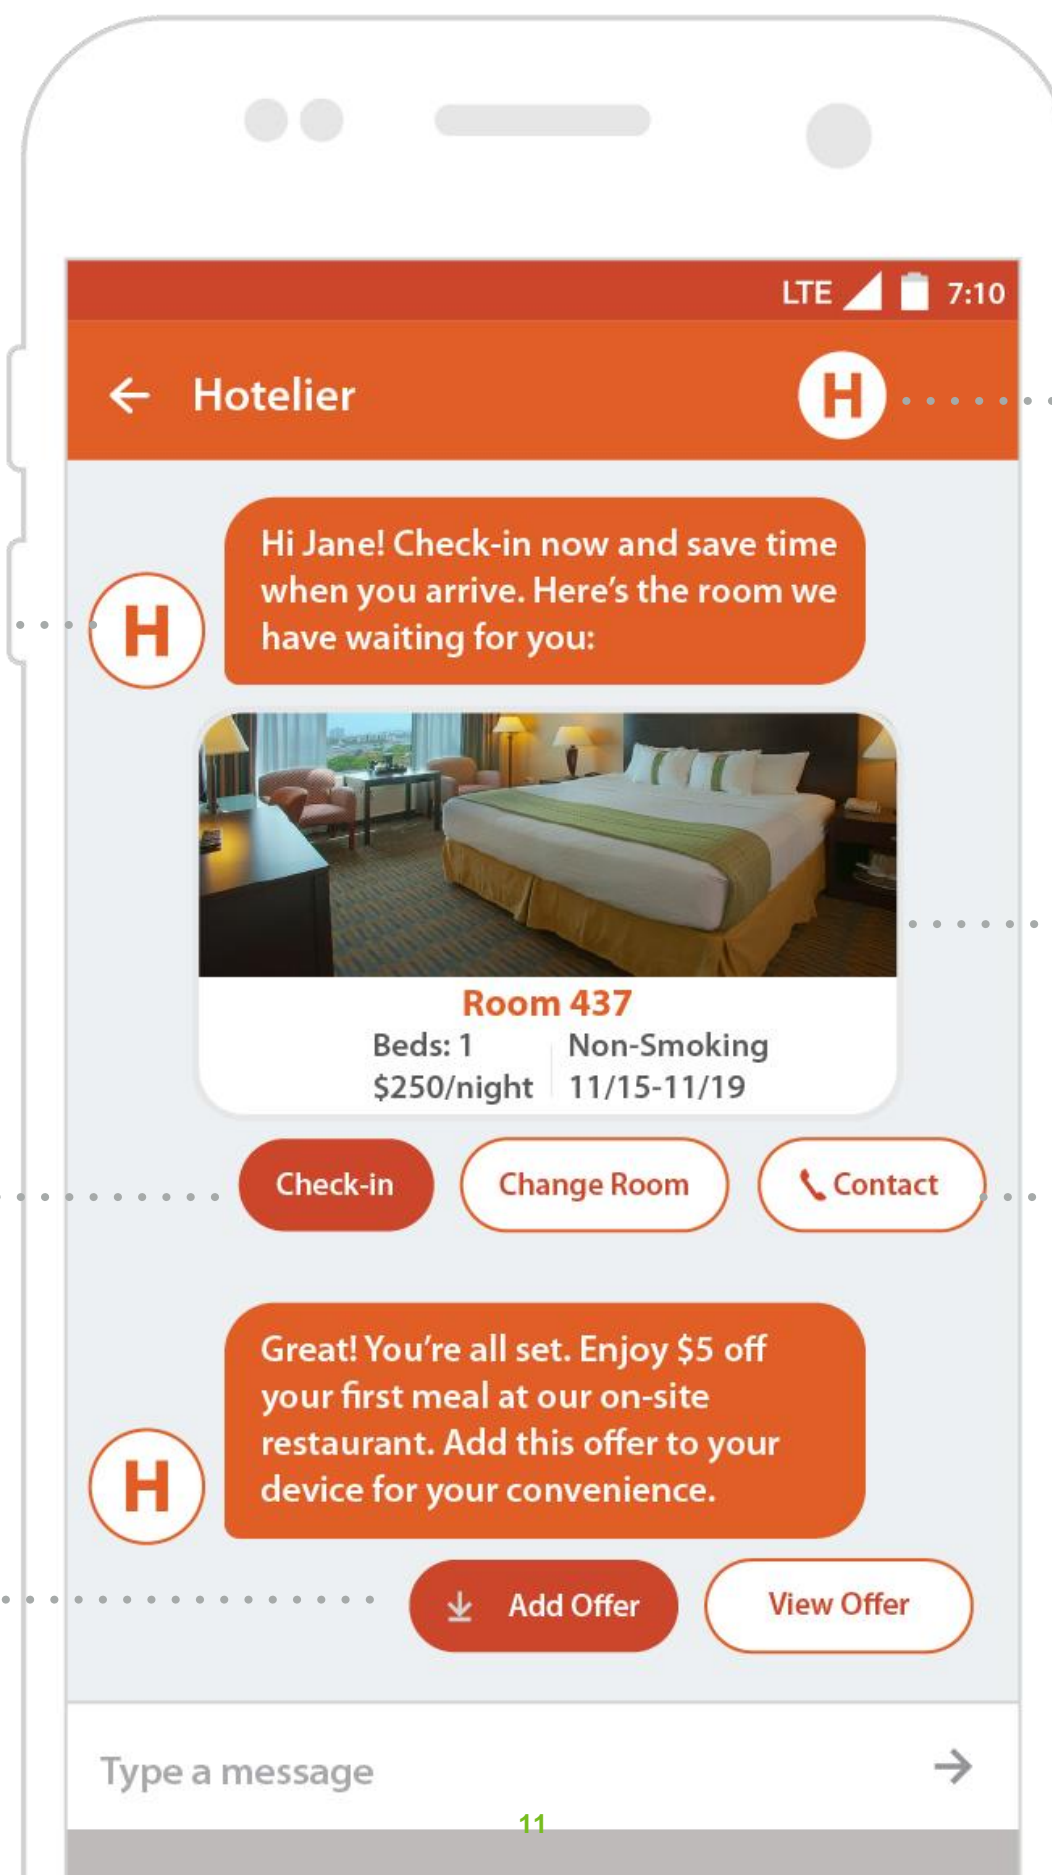 LTE 7:10
Hotelier
H
Hi Jane! Check-in now and save time
when you arrive. Here's the room we
have waiting for you:
H
Room 437
Beds: 1 Non-Smoking
$250/night 11/15-11/19
Check-in Change Room Contact
Great! You're all set. Enjoy $5 off
your first meal at our on-site
restaurant. Add this offer to your
device for your convenience.
H
Add Offer View Offer
Type a message
11